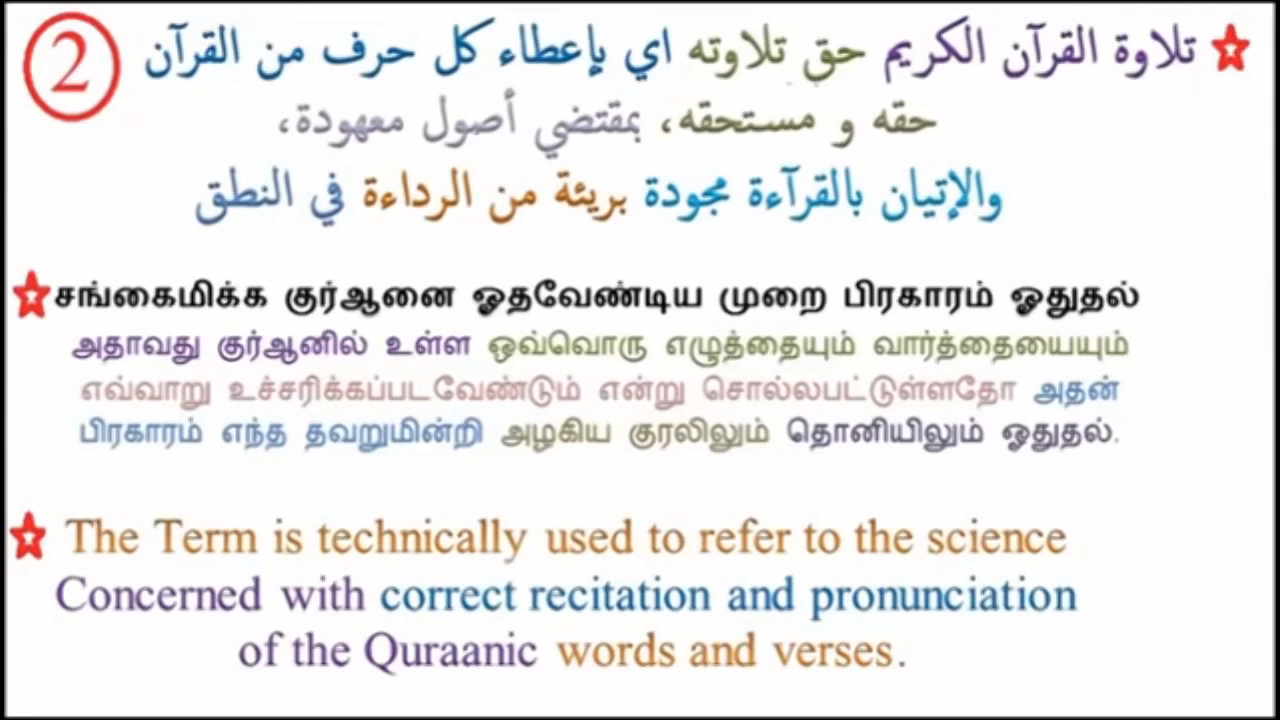 2
تلاوة القرآن الكريم حق تلاوته اي بإعطاء كل حرف من القرآن
حقه و مستحقه، بمقتضي أصول معهودة،
والإتيان بالقرآءة مجودة بريئة من الرداءة في النطق
சங்கைமிக்க குர்ஆனை ஓதவேண்டிய முறை பிரகாரம் ஓதுதல்
அதாவது குர்ஆனில் உள்ள ஒவ்வொரு எழுத்தையும் வார்த்தையையும்
எவ்வாறு உச்சரிக்கப்படவேண்டும் என்று சொல்லபட்டுள்ளதோ அதன்
பிரகாரம் எந்த தவறுமின்றி அழகிய குரலிலும் தொனியிலும் ஓதுதல்.
The Term is technically used to refer to the science
Concerned with correct recitation and pronunciation
of the Quraanic words and verses.